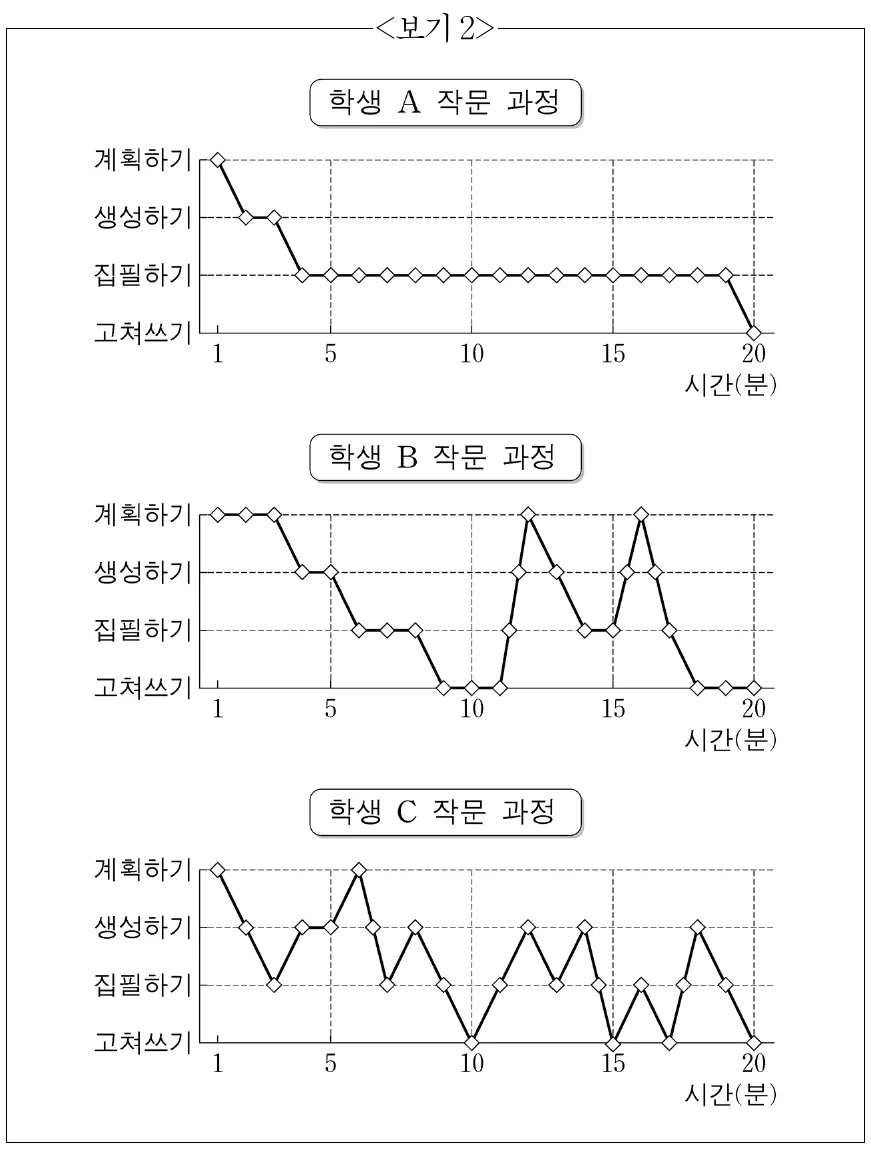 <보기 2>
학생 A 작문 과정
계획하기
생성하기
집필하기
고쳐쓰기
1 5 10 15 20
시간(분)
학생 B 작문 과정
계획하기
생성하기
집필하기
고쳐쓰기
1 5 10 15 20
시간(분)
학생 C 작문 과정
계획하기
생성하기
집필하기
고쳐쓰기
1 5 10 15 20
시간(분)